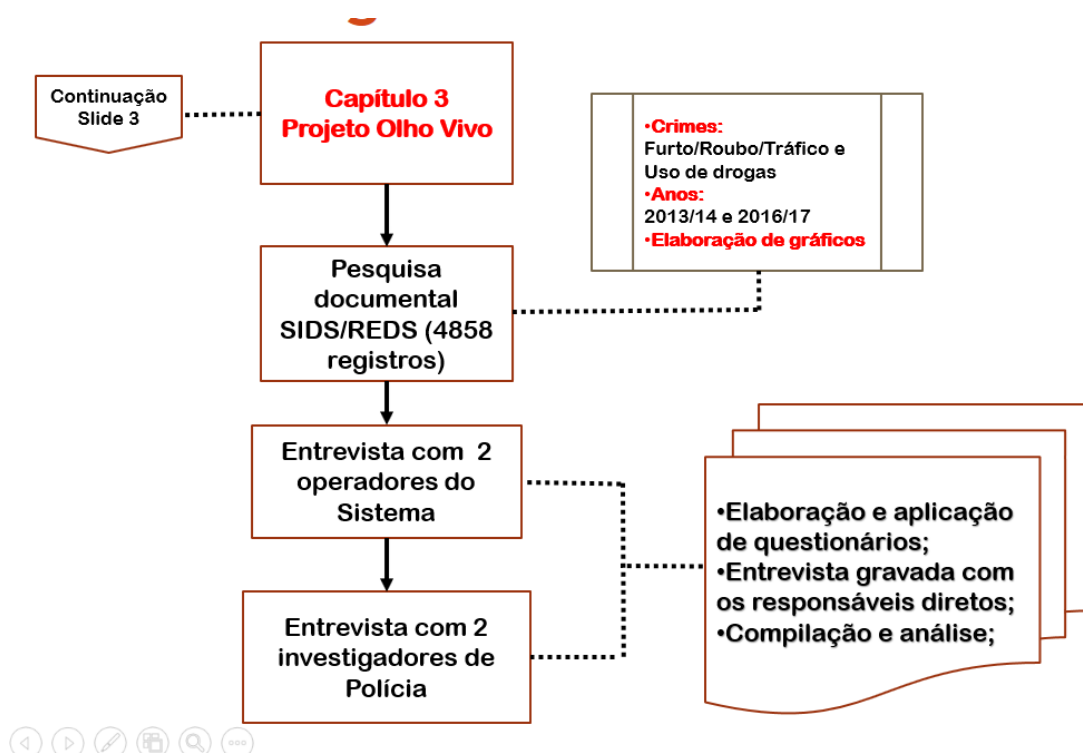 Continuação
Slide 3
Capítulo 3
Projeto Olho Vivo
•Crimes:
Furto/Roubo/Tráfico e
Uso de drogas
•Anos:
2013/14 e 2016/17
•Elaboração de gráficos
Pesquisa
documental
SIDS/REDS (4858
registros)
Entrevista com 2
operadores do
Sistema
Entrevista com 2
investigadores de
Polícia
•Elaboração e aplicação
de questionários;
•Entrevista gravada com
os responsáveis diretos;
•Compilação e análise;